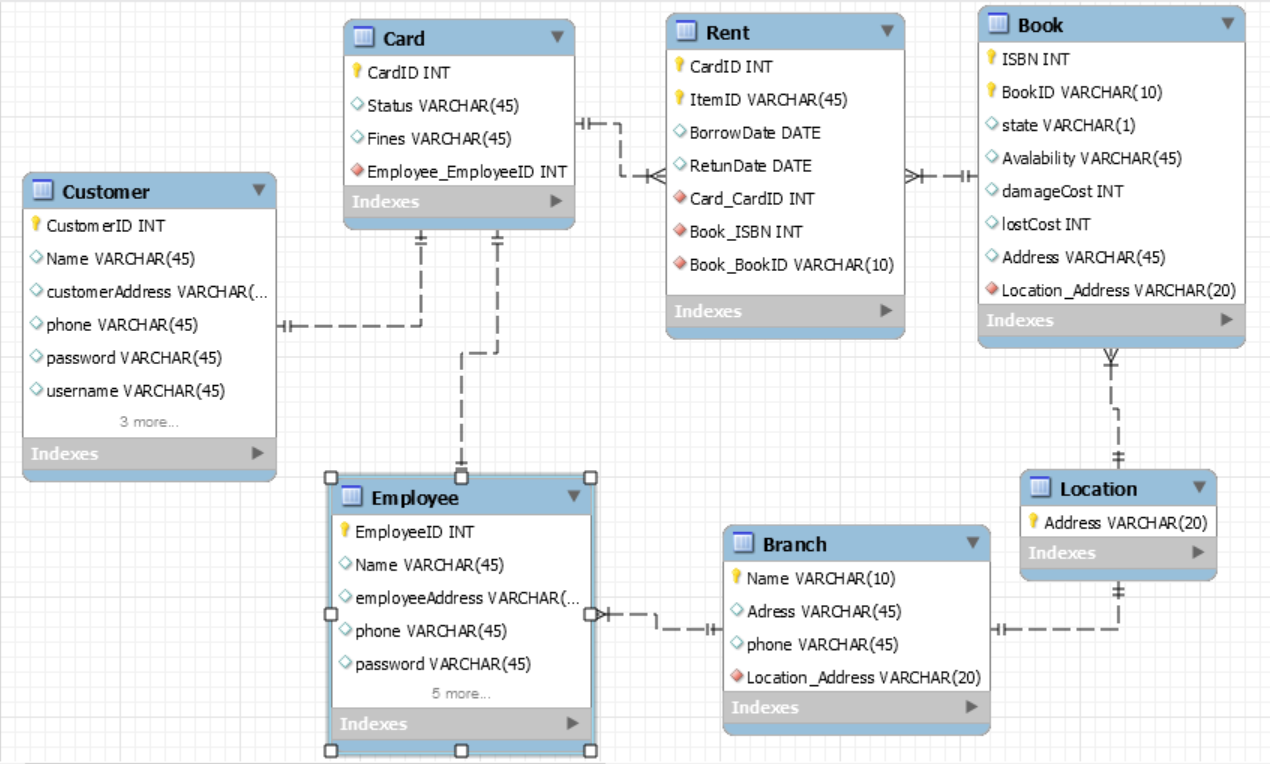 Card
CardID INT
Status VARCHAR(45)
Fines VARCHAR(45)
Employee_EmployeeID INT
Indexes
Rent
CardID INT
ItemID VARCHAR(45)
BorrowDate DATE
RetunDate DATE
Card_CardID INT
Book_ISBN INT
Book_BookID VARCHAR(10)
Indexes
Book
ISBN INT
BookID VARCHAR(10)
state VARCHAR(1)
Avalability VARCHAR(45)
damageCost INT
lostCost INT
Address VARCHAR(45)
Location_Address VARCHAR(20)
Indexes
Customer
CustomerID INT
Name VARCHAR(45)
customerAddress VARCHAR(...
phone VARCHAR(45)
password VARCHAR(45)
username VARCHAR(45)
3 more...
Indexes
Employee
EmployeeID INT
Name VARCHAR(45)
employeeAddress VARCHAR(...
phone VARCHAR(45)
password VARCHAR(45)
5 more...
Indexes
Branch
Name VARCHAR(10)
Adress VARCHAR(45)
phone VARCHAR(45)
Location_Address VARCHAR(20)
Indexes
Location
Address VARCHAR(20)
Indexes